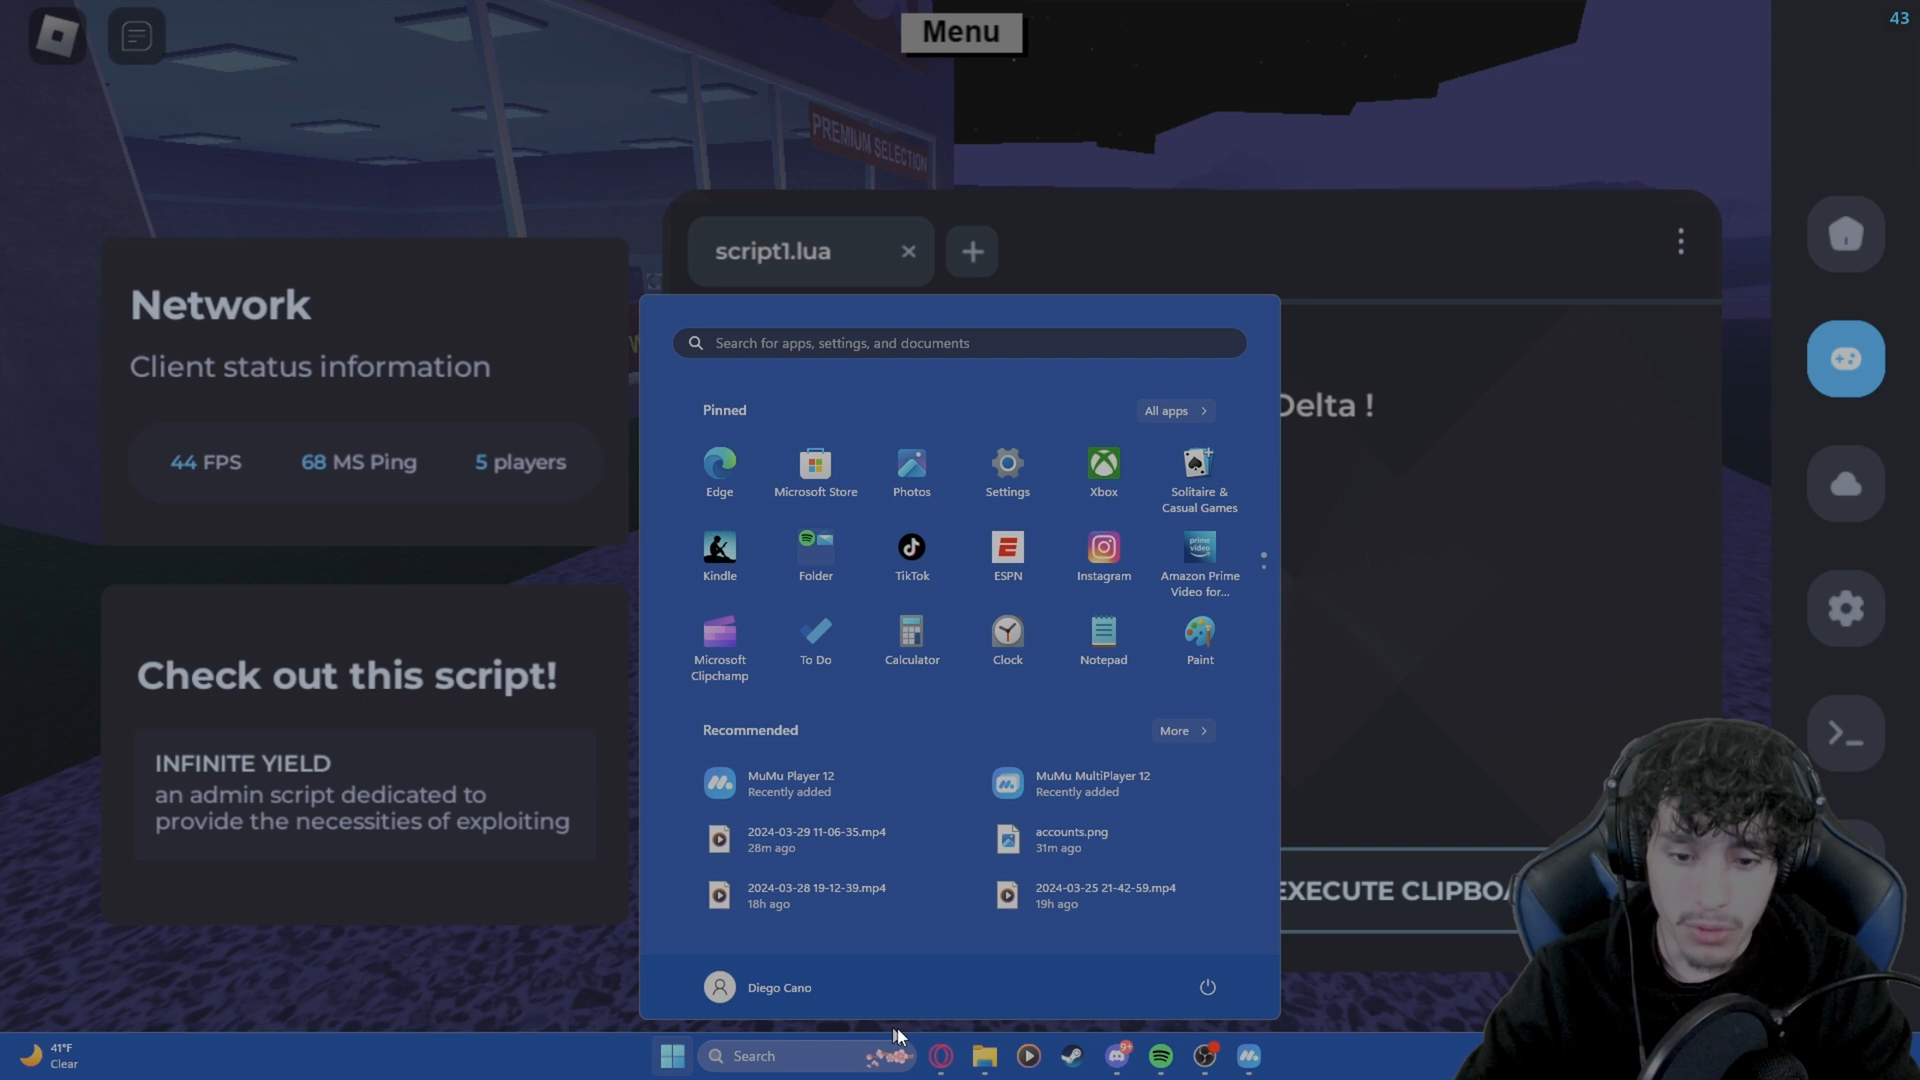 Menu
43
PREMIUM SELECTION
script1.lua
Network
Client status information
44 FPS
68 MS Ping
5 players
Delta !
Check out this script!
INFINITE YIELD
an admin script dedicated to
provide the necessities of exploiting
EXECUTE CLIPBOA
Search for apps, settings, and documents
Pinned
All apps
Edge
Microsoft Store
Photos
Settings
Xbox
Solitaire &
Casual Games
Kindle
Folder
TikTok
ESPN
Instagram
prime
video
Amazon Prime
Video for...
Microsoft
Clipchamp
To Do
Calculator
Clock
Notepad
Paint
Recommended
More
MuMu Player 12
Recently added
MuMu MultiPlayer 12
Recently added
2024-03-29 11-06-35.mp4
28m ago
accounts.png
31m ago
2024-03-28 19-12-39.mp4
18h ago
2024-03-25 21-42-59.mp4
19h ago
Diego Cano
41°F
Clear
Search
9+